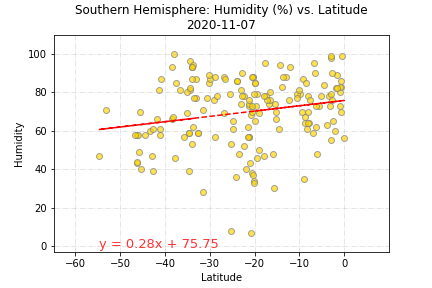 Southern Hemisphere: Humidity (%) vs. Latitude
2020-11-07
100
80
60
40
20
0
Humidity
y = 0.28x + 75.75
−60 −50 −40 −30 −20 −10 0
Latitude